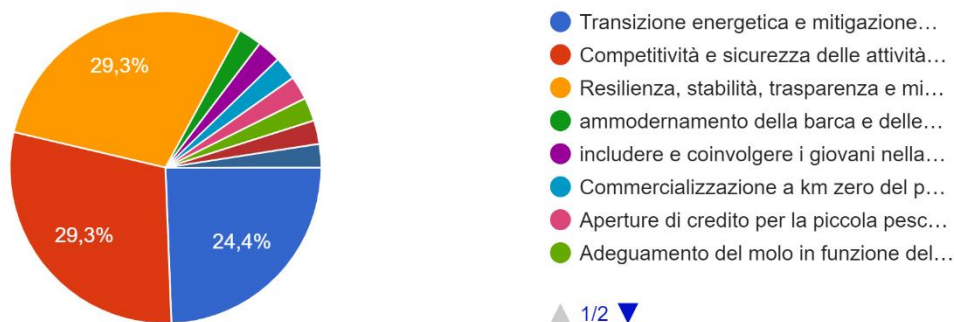 29,3%
29,3%
24,4%
Transizione energetica e mitigazione…
Competitività e sicurezza delle attività…
Resilienza, stabilità, trasparenza e mi…
ammodernamento della barca e delle…
includere e coinvolgere i giovani nella…
Commercializzazione a km zero del p…
Aperture di credito per la piccola pesc…
Adeguamento del molo in funzione del…
1/2